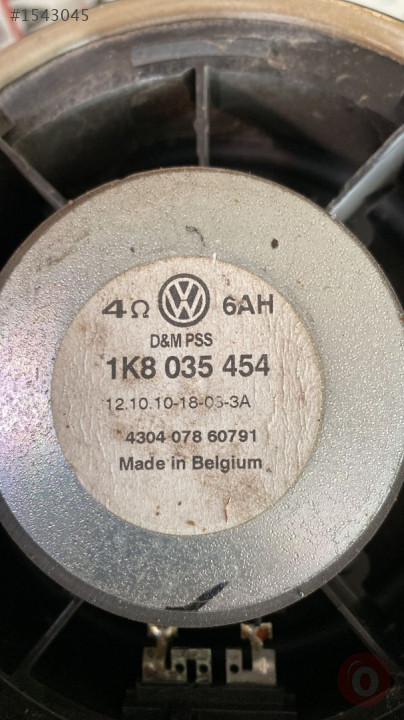 #1543045
4Ω VW 6AH
D&M PSS
1K8 035 454
12.10.10-18-03-3A
4304 078 60791
Made in Belgium